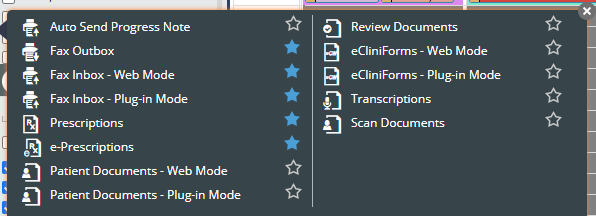 Auto Send Progress Note
Fax Outbox
Fax Inbox - Web Mode
Fax Inbox - Plug-in Mode
Prescriptions
e-Prescriptions
Patient Documents - Web Mode
Patient Documents - Plug-in Mode
Review Documents
eCliniForms - Web Mode
eCliniForms - Plug-in Mode
Transcriptions
Scan Documents